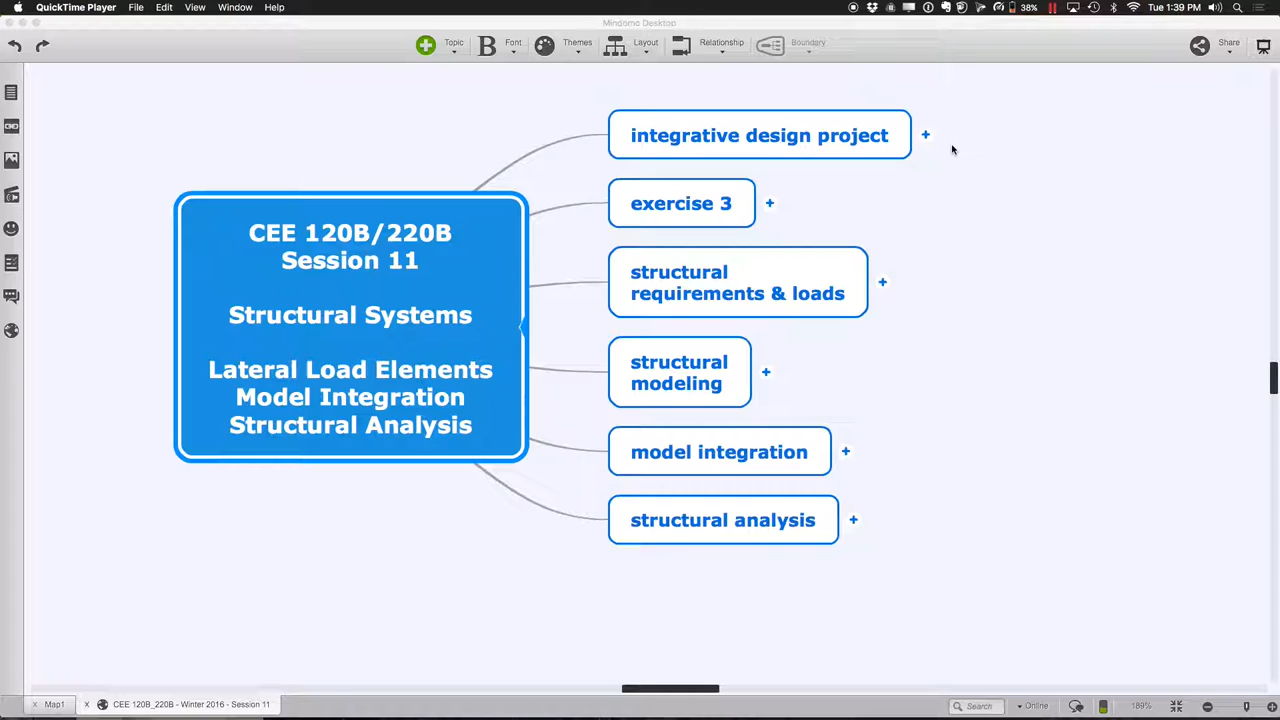 QuickTime Player File Edit View Window Help 38% Tue 1:39 PM
Mindomo Desktop
Topic Font Themes Layout Relationship Boundary Share
integrative design project +
exercise 3 +
structural
requirements & loads +
structural
modeling +
model integration +
structural analysis +
CEE 120B/220B
Session 11
Structural Systems
Lateral Load Elements
Model Integration
Structural Analysis
x Map1 x CEE 120B_220B - Winter 2016 - Session 11 Search Online 189%